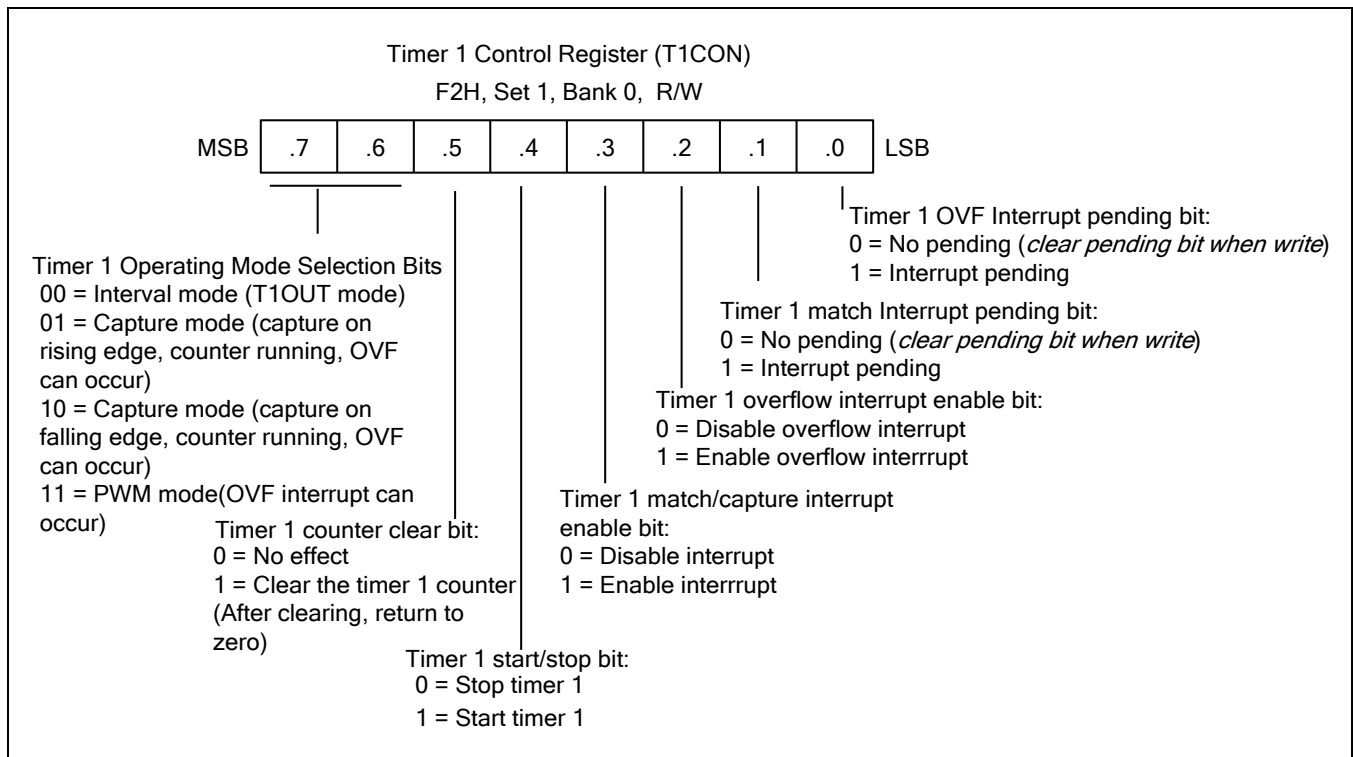 Timer 1 Control Register (T1CON)
F2H, Set 1, Bank 0, R/W
MSB .7 .6 .5 .4 .3 .2 .1 .0 LSB
Timer 1 OVF Interrupt pending bit:
0 = No pending (clear pending bit when write)
1 = Interrupt pending
Timer 1 match Interrupt pending bit:
0 = No pending (clear pending bit when write)
1 = Interrupt pending
Timer 1 overflow interrupt enable bit:
0 = Disable overflow interrupt
1 = Enable overflow interrrupt
Timer 1 match/capture interrupt
enable bit:
0 = Disable interrupt
1 = Enable interrrupt
Timer 1 start/stop bit:
0 = Stop timer 1
1 = Start timer 1
Timer 1 counter clear bit:
0 = No effect
1 = Clear the timer 1 counter
(After clearing, return to
zero)
Timer 1 Operating Mode Selection Bits
00 = Interval mode (T1OUT mode)
01 = Capture mode (capture on
rising edge, counter running, OVF
can occur)
10 = Capture mode (capture on
falling edge, counter running, OVF
can occur)
11 = PWM mode(OVF interrupt can
occur)